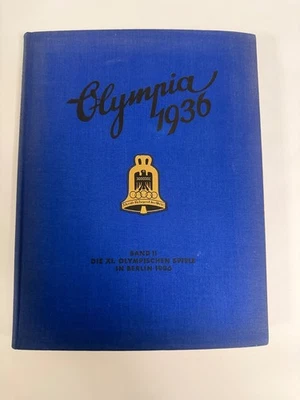 Olympia
1936
BAND II
DIE XI. OLYMPISCHEN SPIELE
IN BERLIN 1936